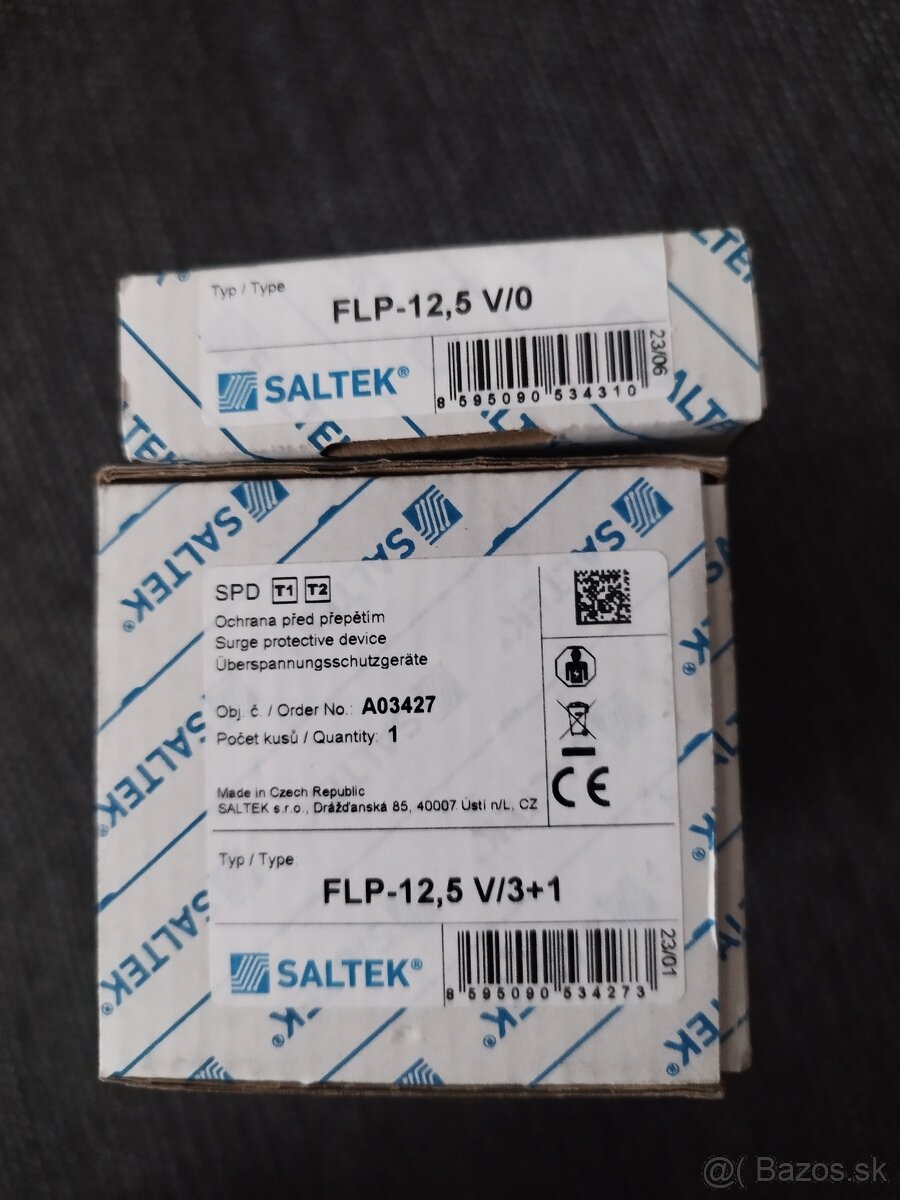 Typ / Type
FLP-12,5 V/0
SALTEK®
8 595090 534310
23/06
SALTEK®
SPD T1 T2
Ochrana před přepětím
Surge protective device
Überspannungsschutzgeräte
Obj. č. / Order No.: A03427
Počet kusů / Quantity: 1
Made in Czech Republic
SALTEK s.r.o., Drážďanská 85, 40007 Ústí n/L, CZ
CE
Typ / Type:
FLP-12,5 V/3+1
SALTEK®
8 595090 534273
23/01
SALTEK®
SALTEK®
@( Bazos.sk